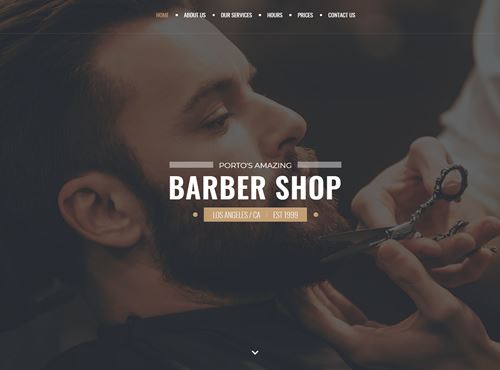 HOME • ABOUT US • OUR SERVICES • HOURS • PRICES • CONTACT US
PORTO'S AMAZING
BARBER SHOP
LOS ANGELES / CA EST 1999